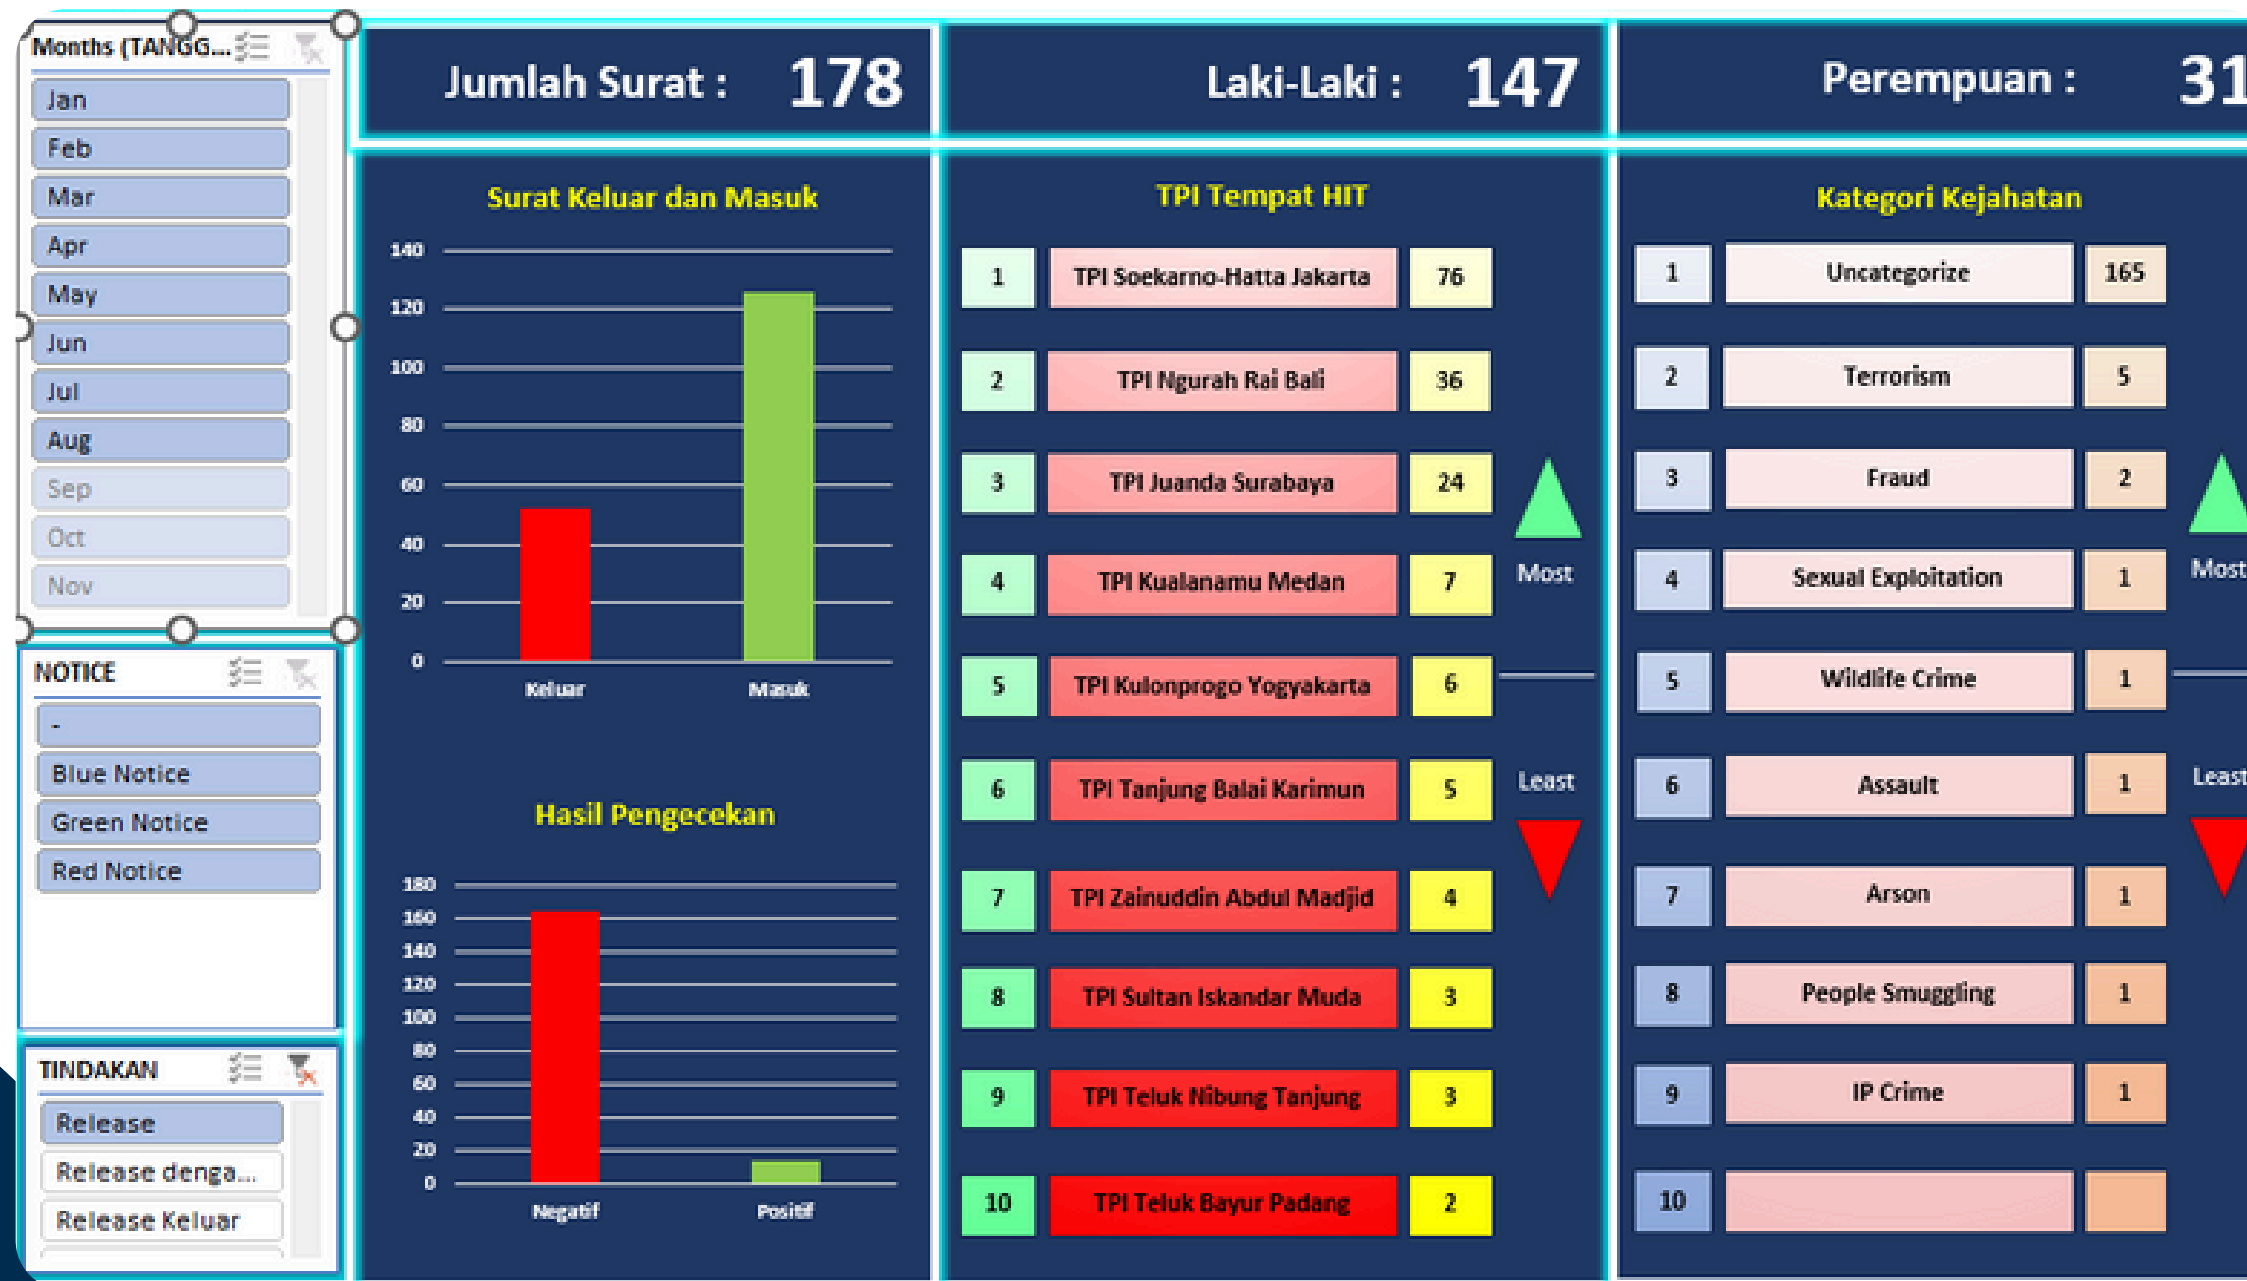 Months (TANGG...
Jan
Feb
Mar
Apr
May
Jun
Jul
Aug
Sep
Oct
Nov
NOTICE
-
Blue Notice
Green Notice
Red Notice
TINDAKAN
Release
Release denga...
Release Keluar
Jumlah Surat : 178
Laki-Laki : 147
Perempuan : 31
Surat Keluar dan Masuk
140
120
100
80
60
40
20
0
Keluar Masuk
Hasil Pengecekan
180
160
140
120
100
80
60
40
20
0
Negatif Positif
TPI Tempat HIT
1 TPI Soekarno-Hatta Jakarta 76
2 TPI Ngurah Rai Bali 36
3 TPI Juanda Surabaya 24
4 TPI Kualanamu Medan 7
5 TPI Kulonprogo Yogyakarta 6
6 TPI Tanjung Balai Karimun 5
7 TPI Zainuddin Abdul Madjid 4
8 TPI Sultan Iskandar Muda 3
9 TPI Teluk Nibung Tanjung 3
10 TPI Teluk Bayur Padang 2
Most
Least
Kategori Kejahatan
1 Uncategorize 165
2 Terrorism 5
3 Fraud 2
4 Sexual Exploitation 1
5 Wildlife Crime 1
6 Assault 1
7 Arson 1
8 People Smuggling 1
9 IP Crime 1
10
Most
Least